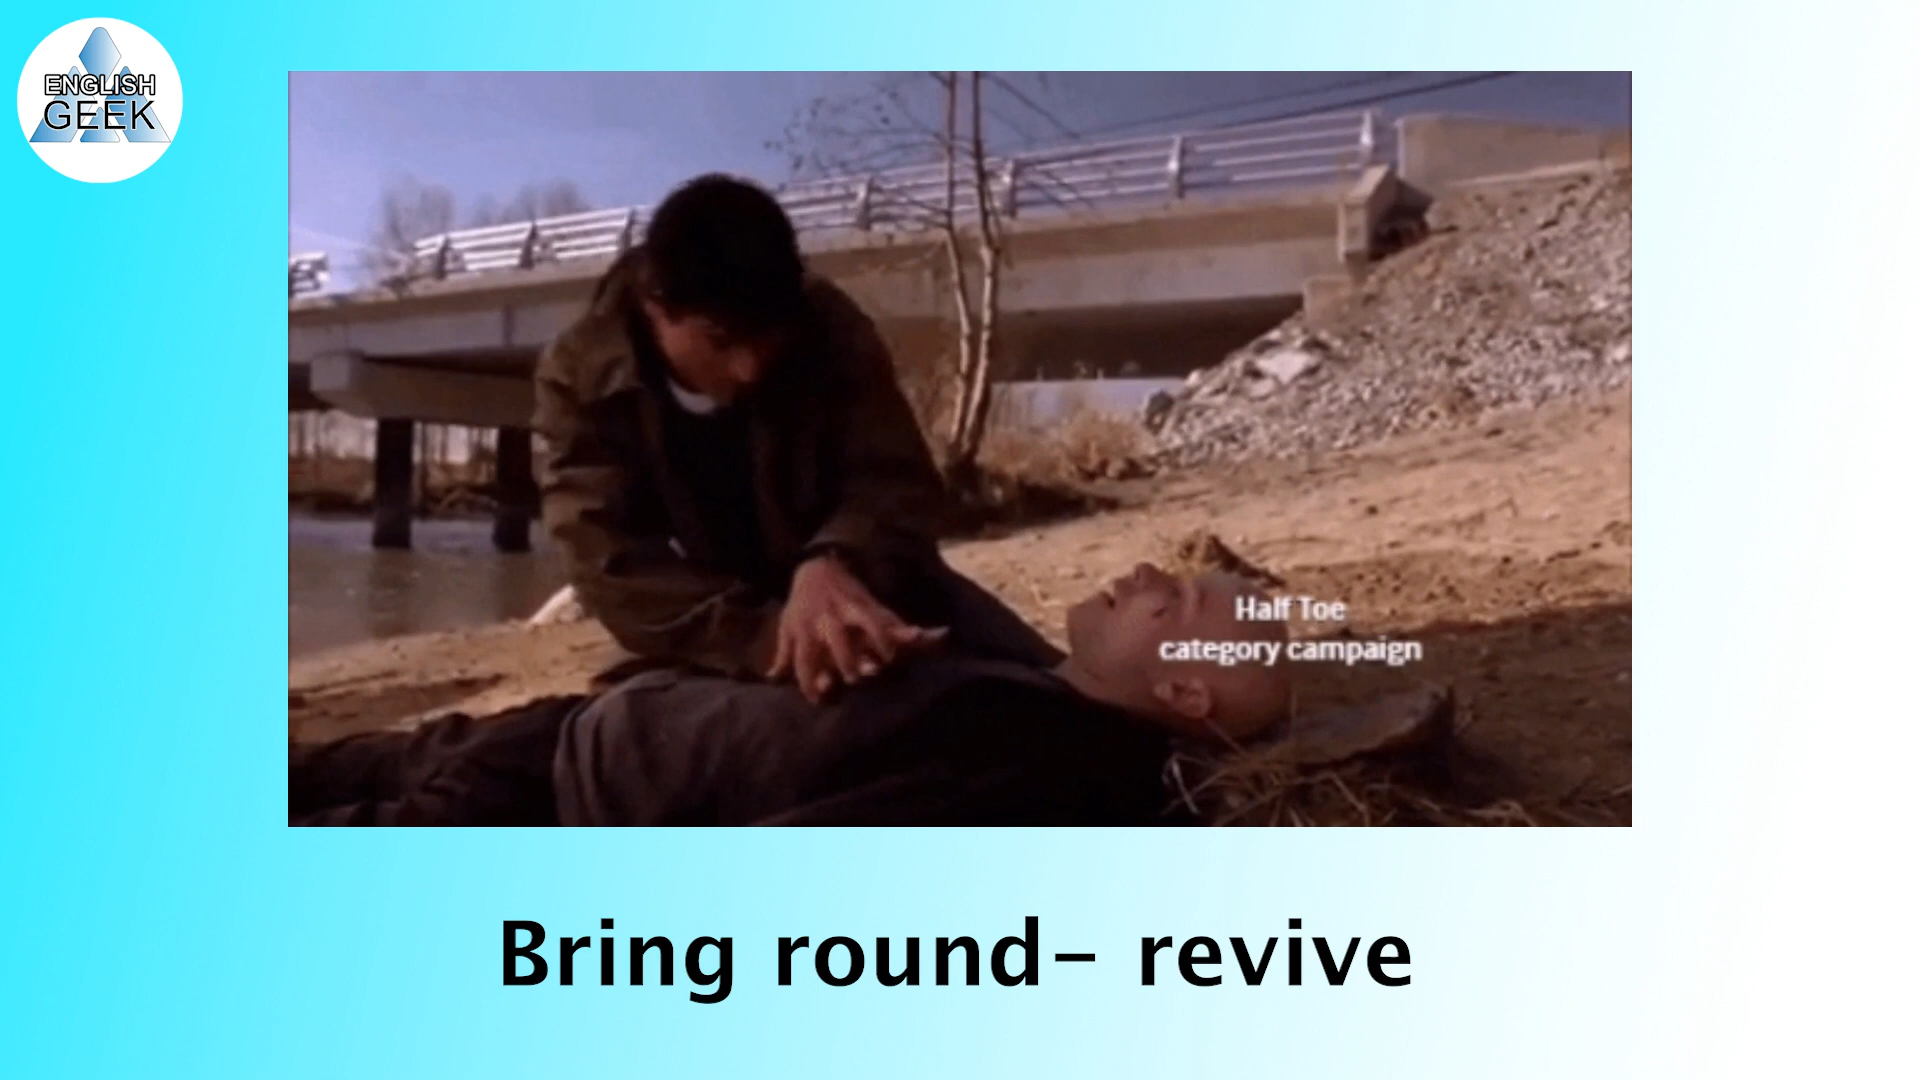 ENGLISH
GEEK
Half Toe
category campaign
Bring round- revive